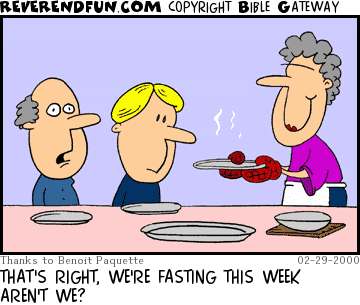 REVERENDFUN.COM COPYRIGHT BIBLE GATEWAY
Thanks to Benoit Paquette 02-29-2000
THAT'S RIGHT, WE'RE FASTING THIS WEEK
AREN'T WE?